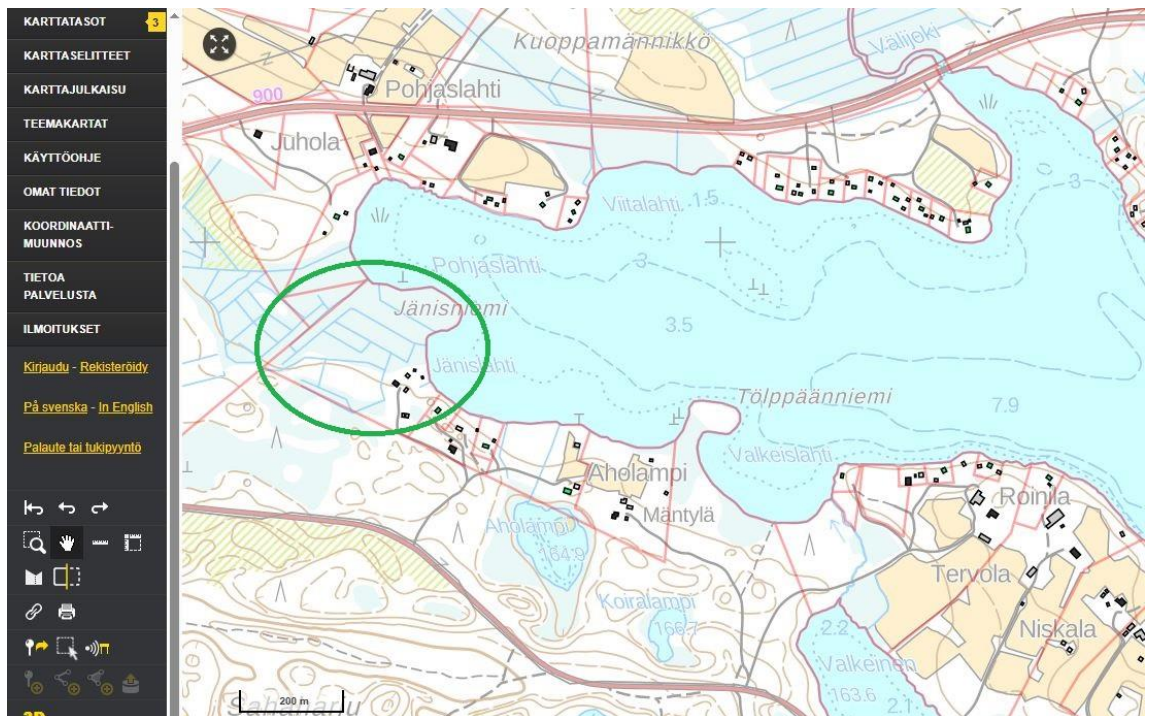 KARTTATASOT
3
KARTTASELITTEET
KARTTAJULKAISU
TEEMAKARTAT
KÄYTTÖOHJE
OMAT TIEDOT
KOORDINAATTI-
MUUNNOS
TIETOA
PALVELUSTA
ILMOITUKSET
Kirjaudu - Rekisteröidy
På svenska - In English
Palaute tai tukipyyntö
Kuoppamännikkö
Välijoki
900
Pohjaslahti
Juhola
Viitalahti
1.5
3
3
Pohjaslahti
Jänisniemi
3.5
Jänislahti
Tölppäänniemi
7.9
Valkeislahti
Aholampi
Roinila
Mäntylä
Aholampi
164.9
Tervola
Koiralampi
166.7
2.2
Niskala
Valkeinen
163.6
2.1
200 m
Sahaharju